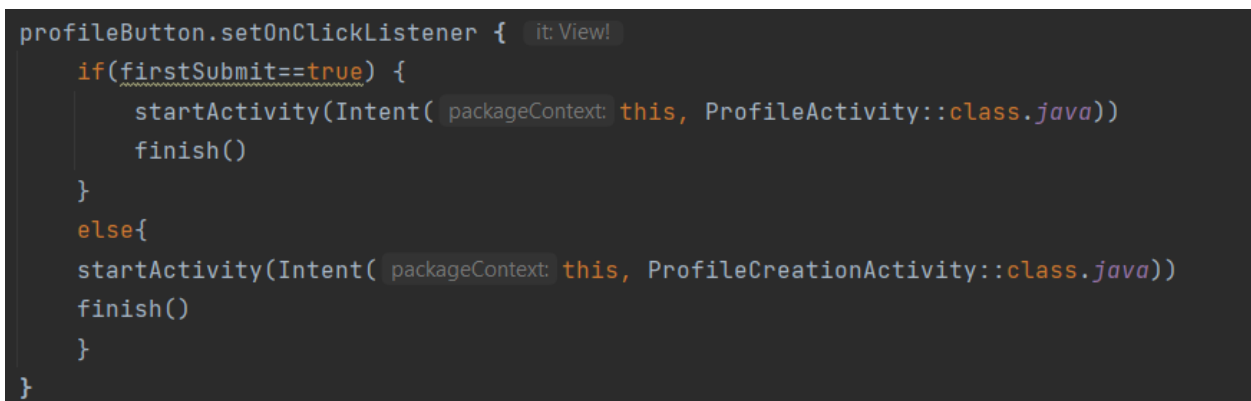 profileButton.setOnClickListener { it: View!
if(firstSubmit==true) {
startActivity(Intent( packageContext: this, ProfileActivity::class.java))
finish()
}
else{
startActivity(Intent( packageContext: this, ProfileCreationActivity::class.java))
finish()
}
}